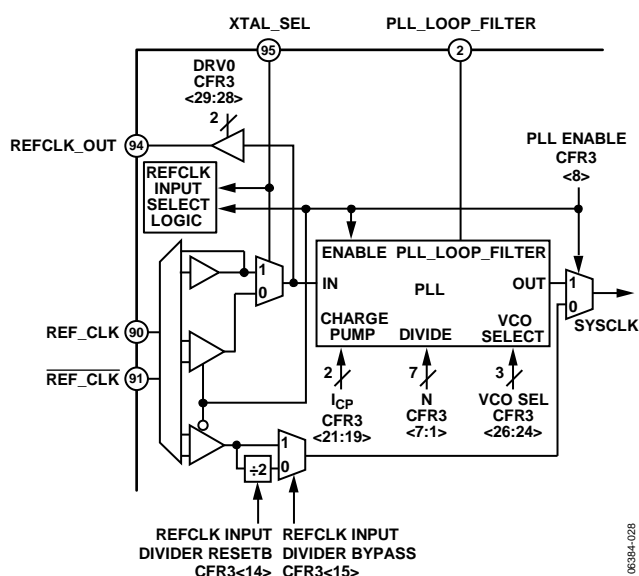 XTAL_SEL
PLL_LOOP_FILTER
95
2
DRV0
CFR3
<29:28>
2
REFCLK_OUT
94
PLL ENABLE
CFR3
<8>
REFCLK
INPUT
SELECT
LOGIC
ENABLE
PLL_LOOP_FILTER
1
0
IN
PLL
OUT
1
0
SYSCLK
REF_CLK
90
CHARGE
PUMP
DIVIDE
VCO
SELECT
REF_CLK
91
2
7
3
ICP
CFR3
<21:19>
N
CFR3
<7:1>
VCO SEL
CFR3
<26:24>
1
÷2
0
REFCLK INPUT
DIVIDER RESETB
CFR3<14>
REFCLK INPUT
DIVIDER BYPASS
CFR3<15>
06384-028